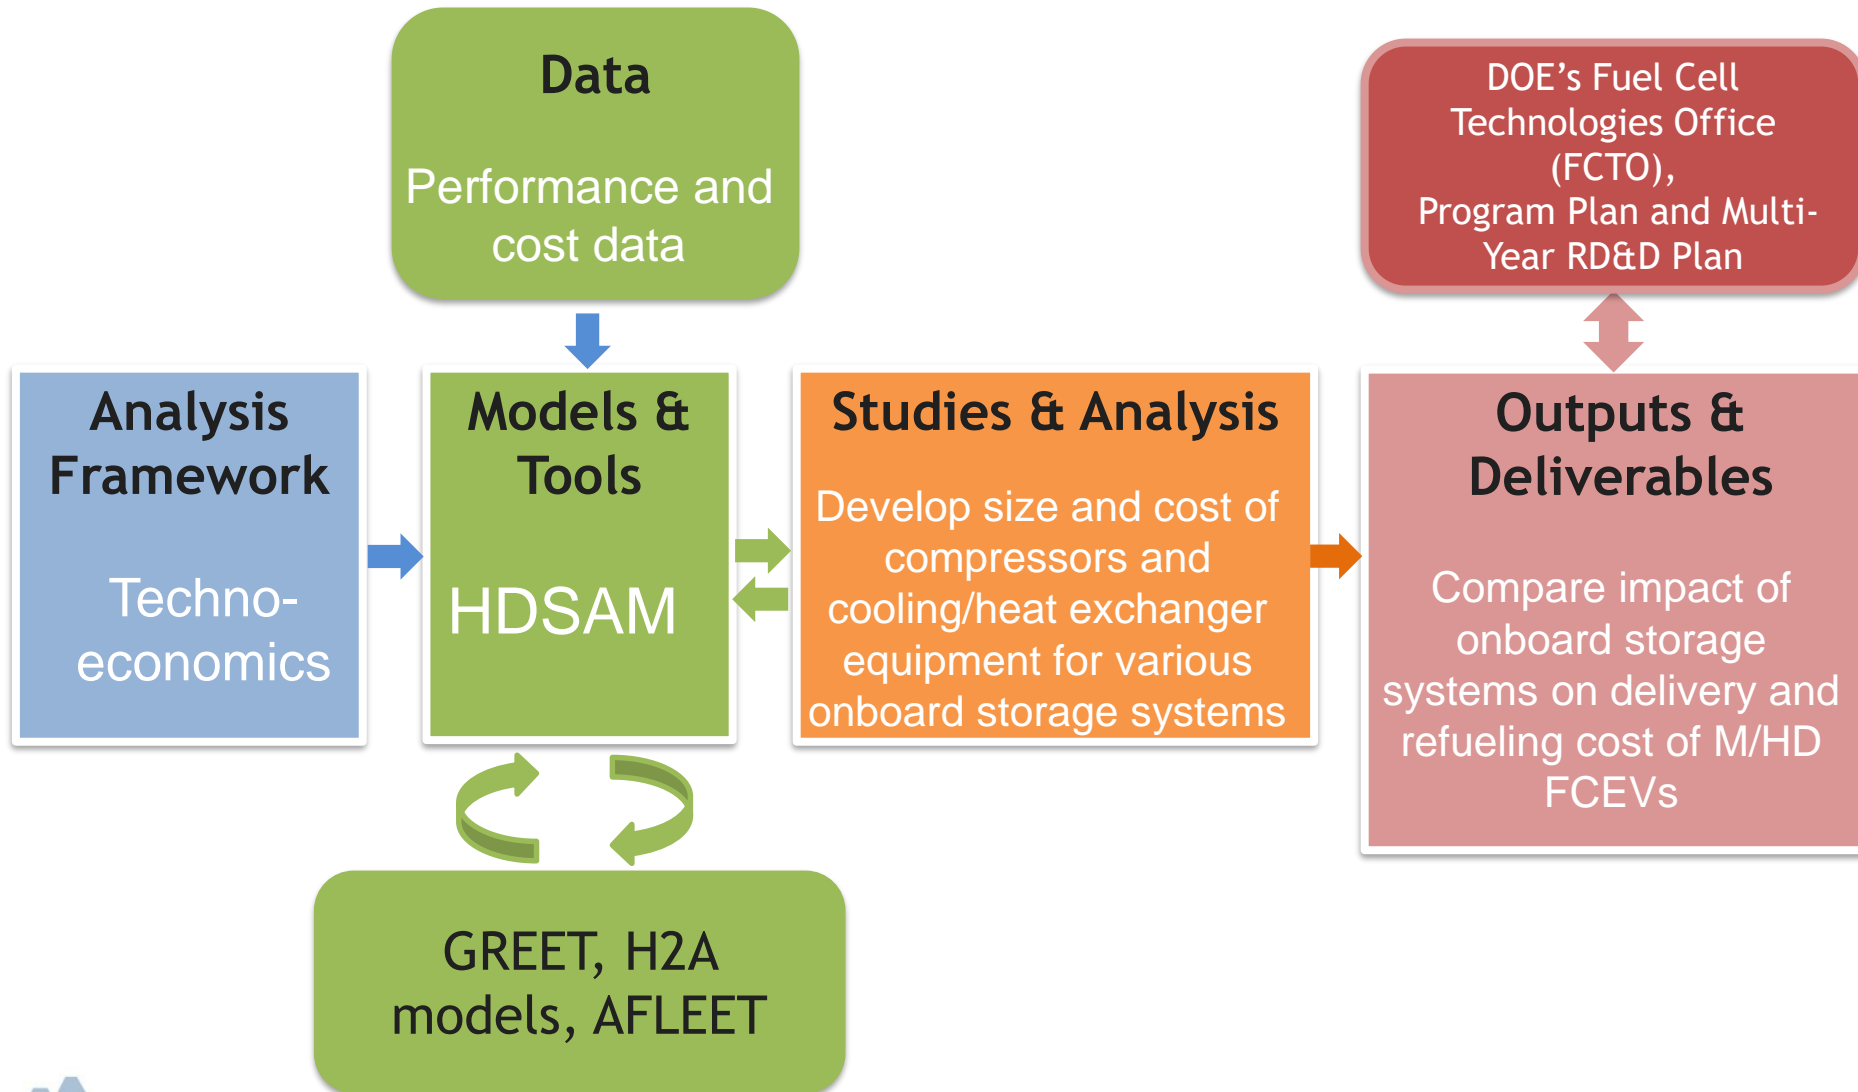 Data
Performance and
cost data
DOE's Fuel Cell
Technologies Office
(FCTO),
Program Plan and Multi-
Year RD&D Plan
Analysis
Framework
Techno-
economics
Models &
Tools
HDSAM
Studies & Analysis
Develop size and cost of
compressors and
cooling/heat exchanger
equipment for various
onboard storage systems
Outputs &
Deliverables
Compare impact of
onboard storage
systems on delivery and
refueling cost of M/HD
FCEVs
GREET, H2A
models, AFLEET